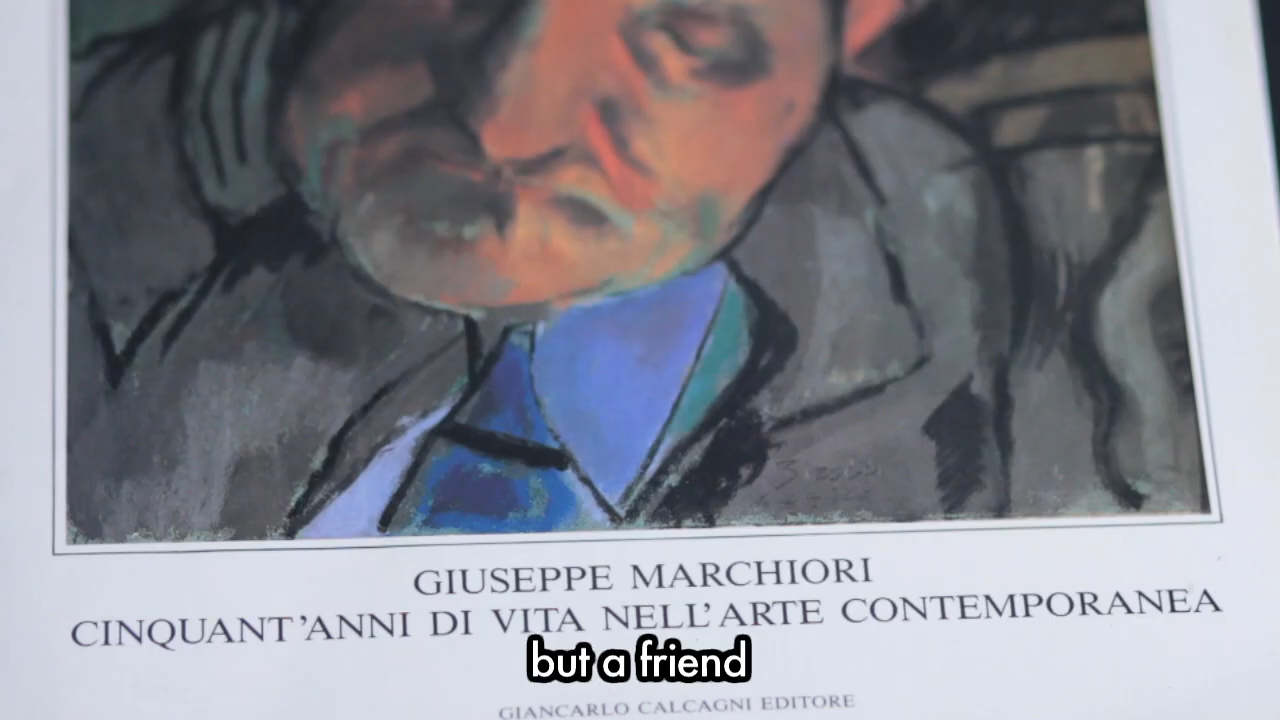 GIUSEPPE MARCHIORI
CINQUANT'ANNI DI VITA NELL'ARTE CONTEMPORANEA
but a friend
GIANCARLO CALCAGNI EDITORE